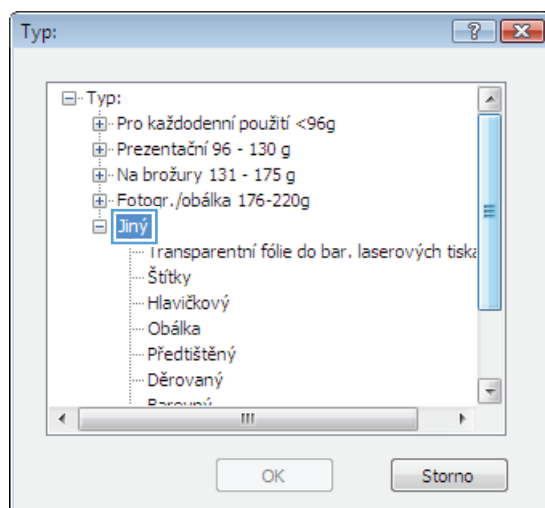 Typ:
Typ:
Pro každodenní použití <96g
Prezentační 96 - 130 g
Na brožury 131 - 175 g
Fotogr./obálka 176-220g
Jiný
Transparentní fólie do bar. laserových tiska
Štítky
Hlavičkový
Obálka
Předtištěný
Děrovaný
Barevný
OK
Storno